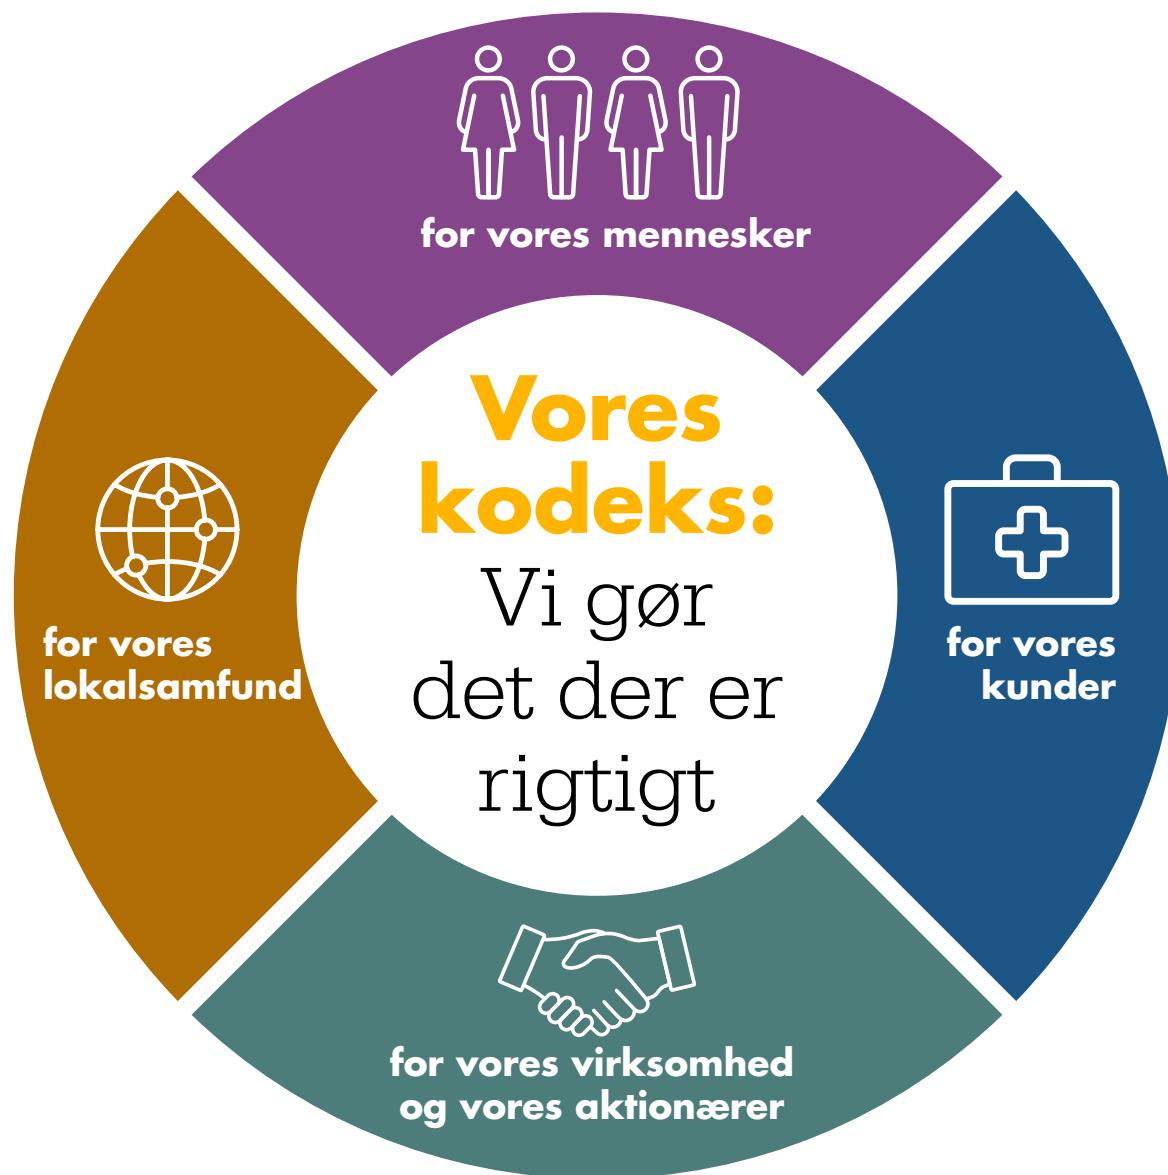 for vores mennesker
Vores
kodeks:
Vi gør
det der er
rigtigt
for vores
lokalsamfund
for vores
kunder
for vores virksomhed
og vores aktionærer